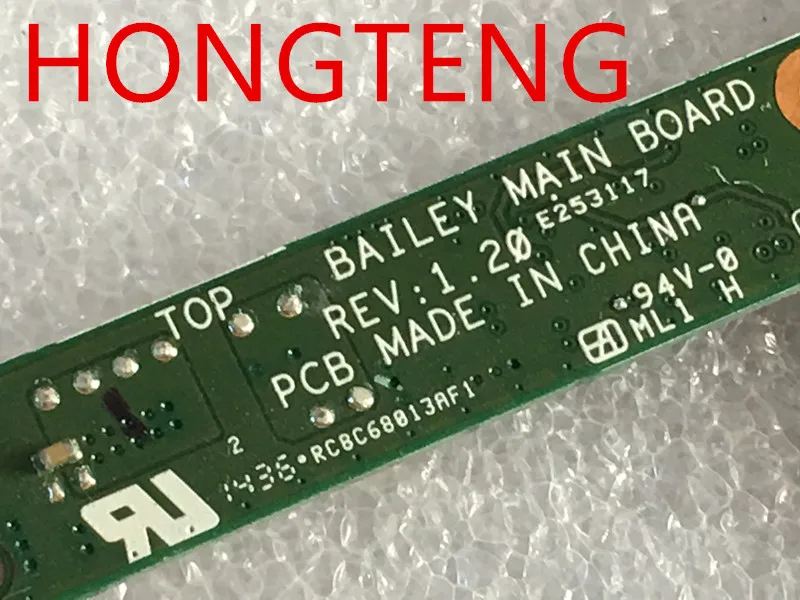 HONGTENG
BAILEY MAIN BOARD
E253117
REV:1.20
TOP
PCB MADE IN CHINA
94V-0
ML1 H
2
1436•RC8C68013AF1